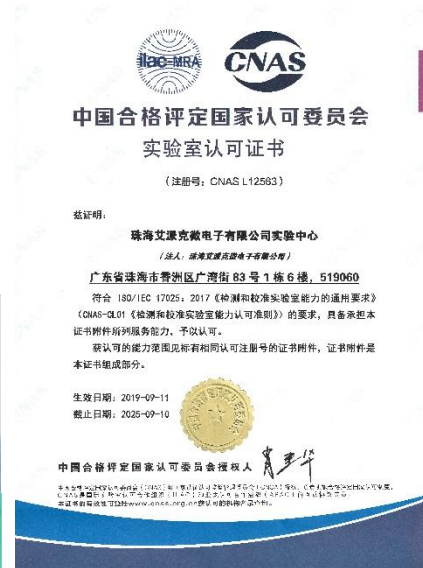 ilac-MRA
CNAS
中国合格评定国家认可委员会
实验室认可证书
（注册号：CNAS L12563）
兹证明：
珠海艾派克微电子有限公司实验中心
（法人：珠海艾派克微电子有限公司）
广东省珠海市香洲区广湾街 83 号 1 栋 6 楼，519060
符合 ISO/IEC 17025：2017《检测和校准实验室能力的通用要求》
（CNAS-CL01《检测和校准实验室能力认可准则》）的要求，具备承担本
证书附件所列服务能力，予以认可。
获认可的能力范围见标有相同认可注册号的证书附件，证书附件是
本证书组成部分。
生效日期：2019-09-11
截止日期：2025-09-10
中国合格评定国家认可委员会授权人